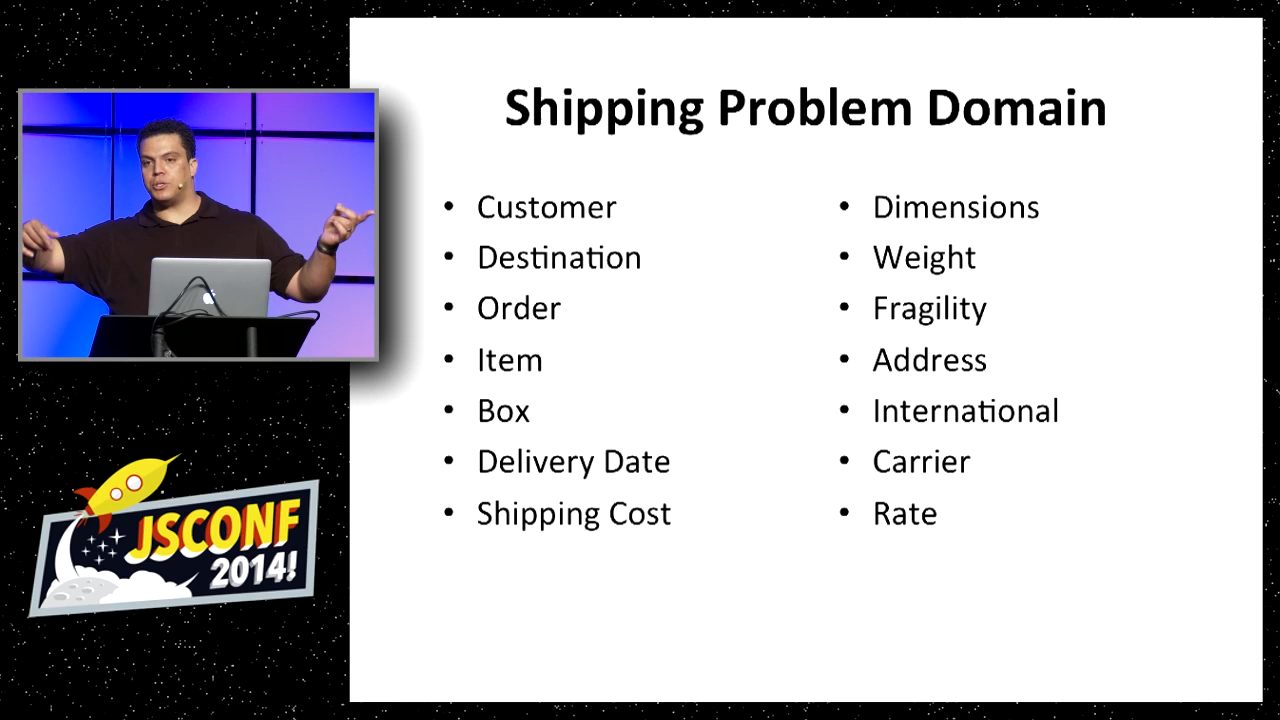 Shipping Problem Domain
• Customer
• Destination
• Order
• Item
• Box
• Delivery Date
• Shipping Cost
• Dimensions
• Weight
• Fragility
• Address
• International
• Carrier
• Rate
JSCONF
2014!